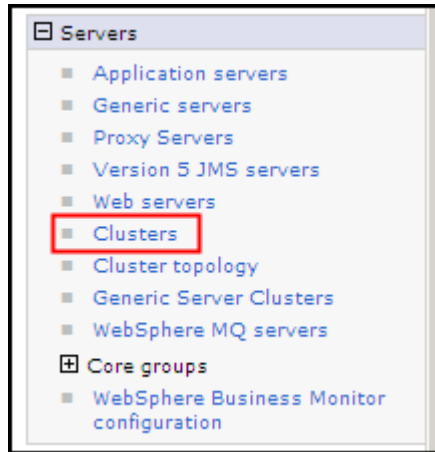 Servers
Application servers
Generic servers
Proxy Servers
Version 5 JMS servers
Web servers
Clusters
Cluster topology
Generic Server Clusters
WebSphere MQ servers
Core groups
WebSphere Business Monitor
configuration